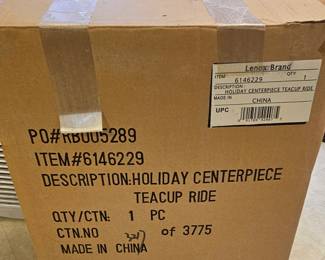 Lenox Brand
ITEM 6146229 QTY 1
DESCRIPTION
HOLIDAY CENTERPIECE TEACUP RIDE
MADE IN CHINA
UPC
PO#RB005289
ITEM#6146229
DESCRIPTION:HOLIDAY CENTERPIECE
TEACUP RIDE
QTY/CTN: 1 PC
CTN.NO of 3775
MADE IN CHINA